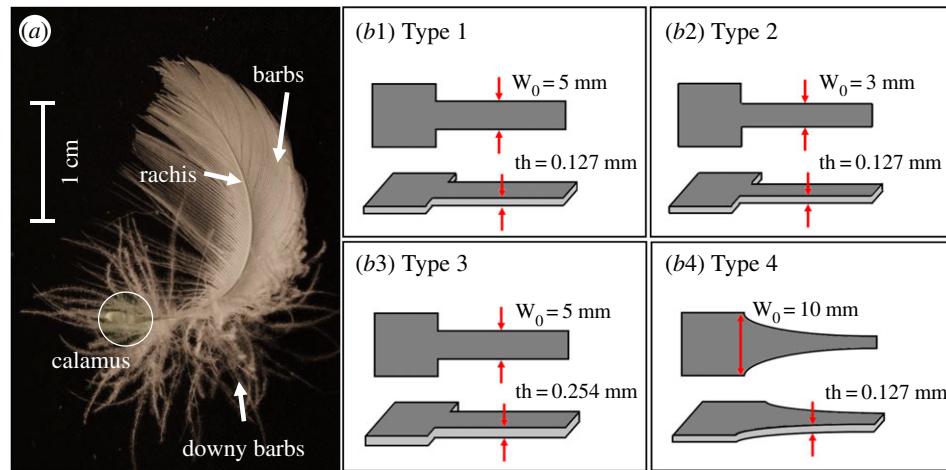 (a)
barbs
1 cm
rachis
calamus
downy barbs
(b1) Type 1
W0 = 5 mm
th = 0.127 mm
(b2) Type 2
W0 = 3 mm
th = 0.127 mm
(b3) Type 3
W0 = 5 mm
th = 0.254 mm
(b4) Type 4
W0 = 10 mm
th = 0.127 mm